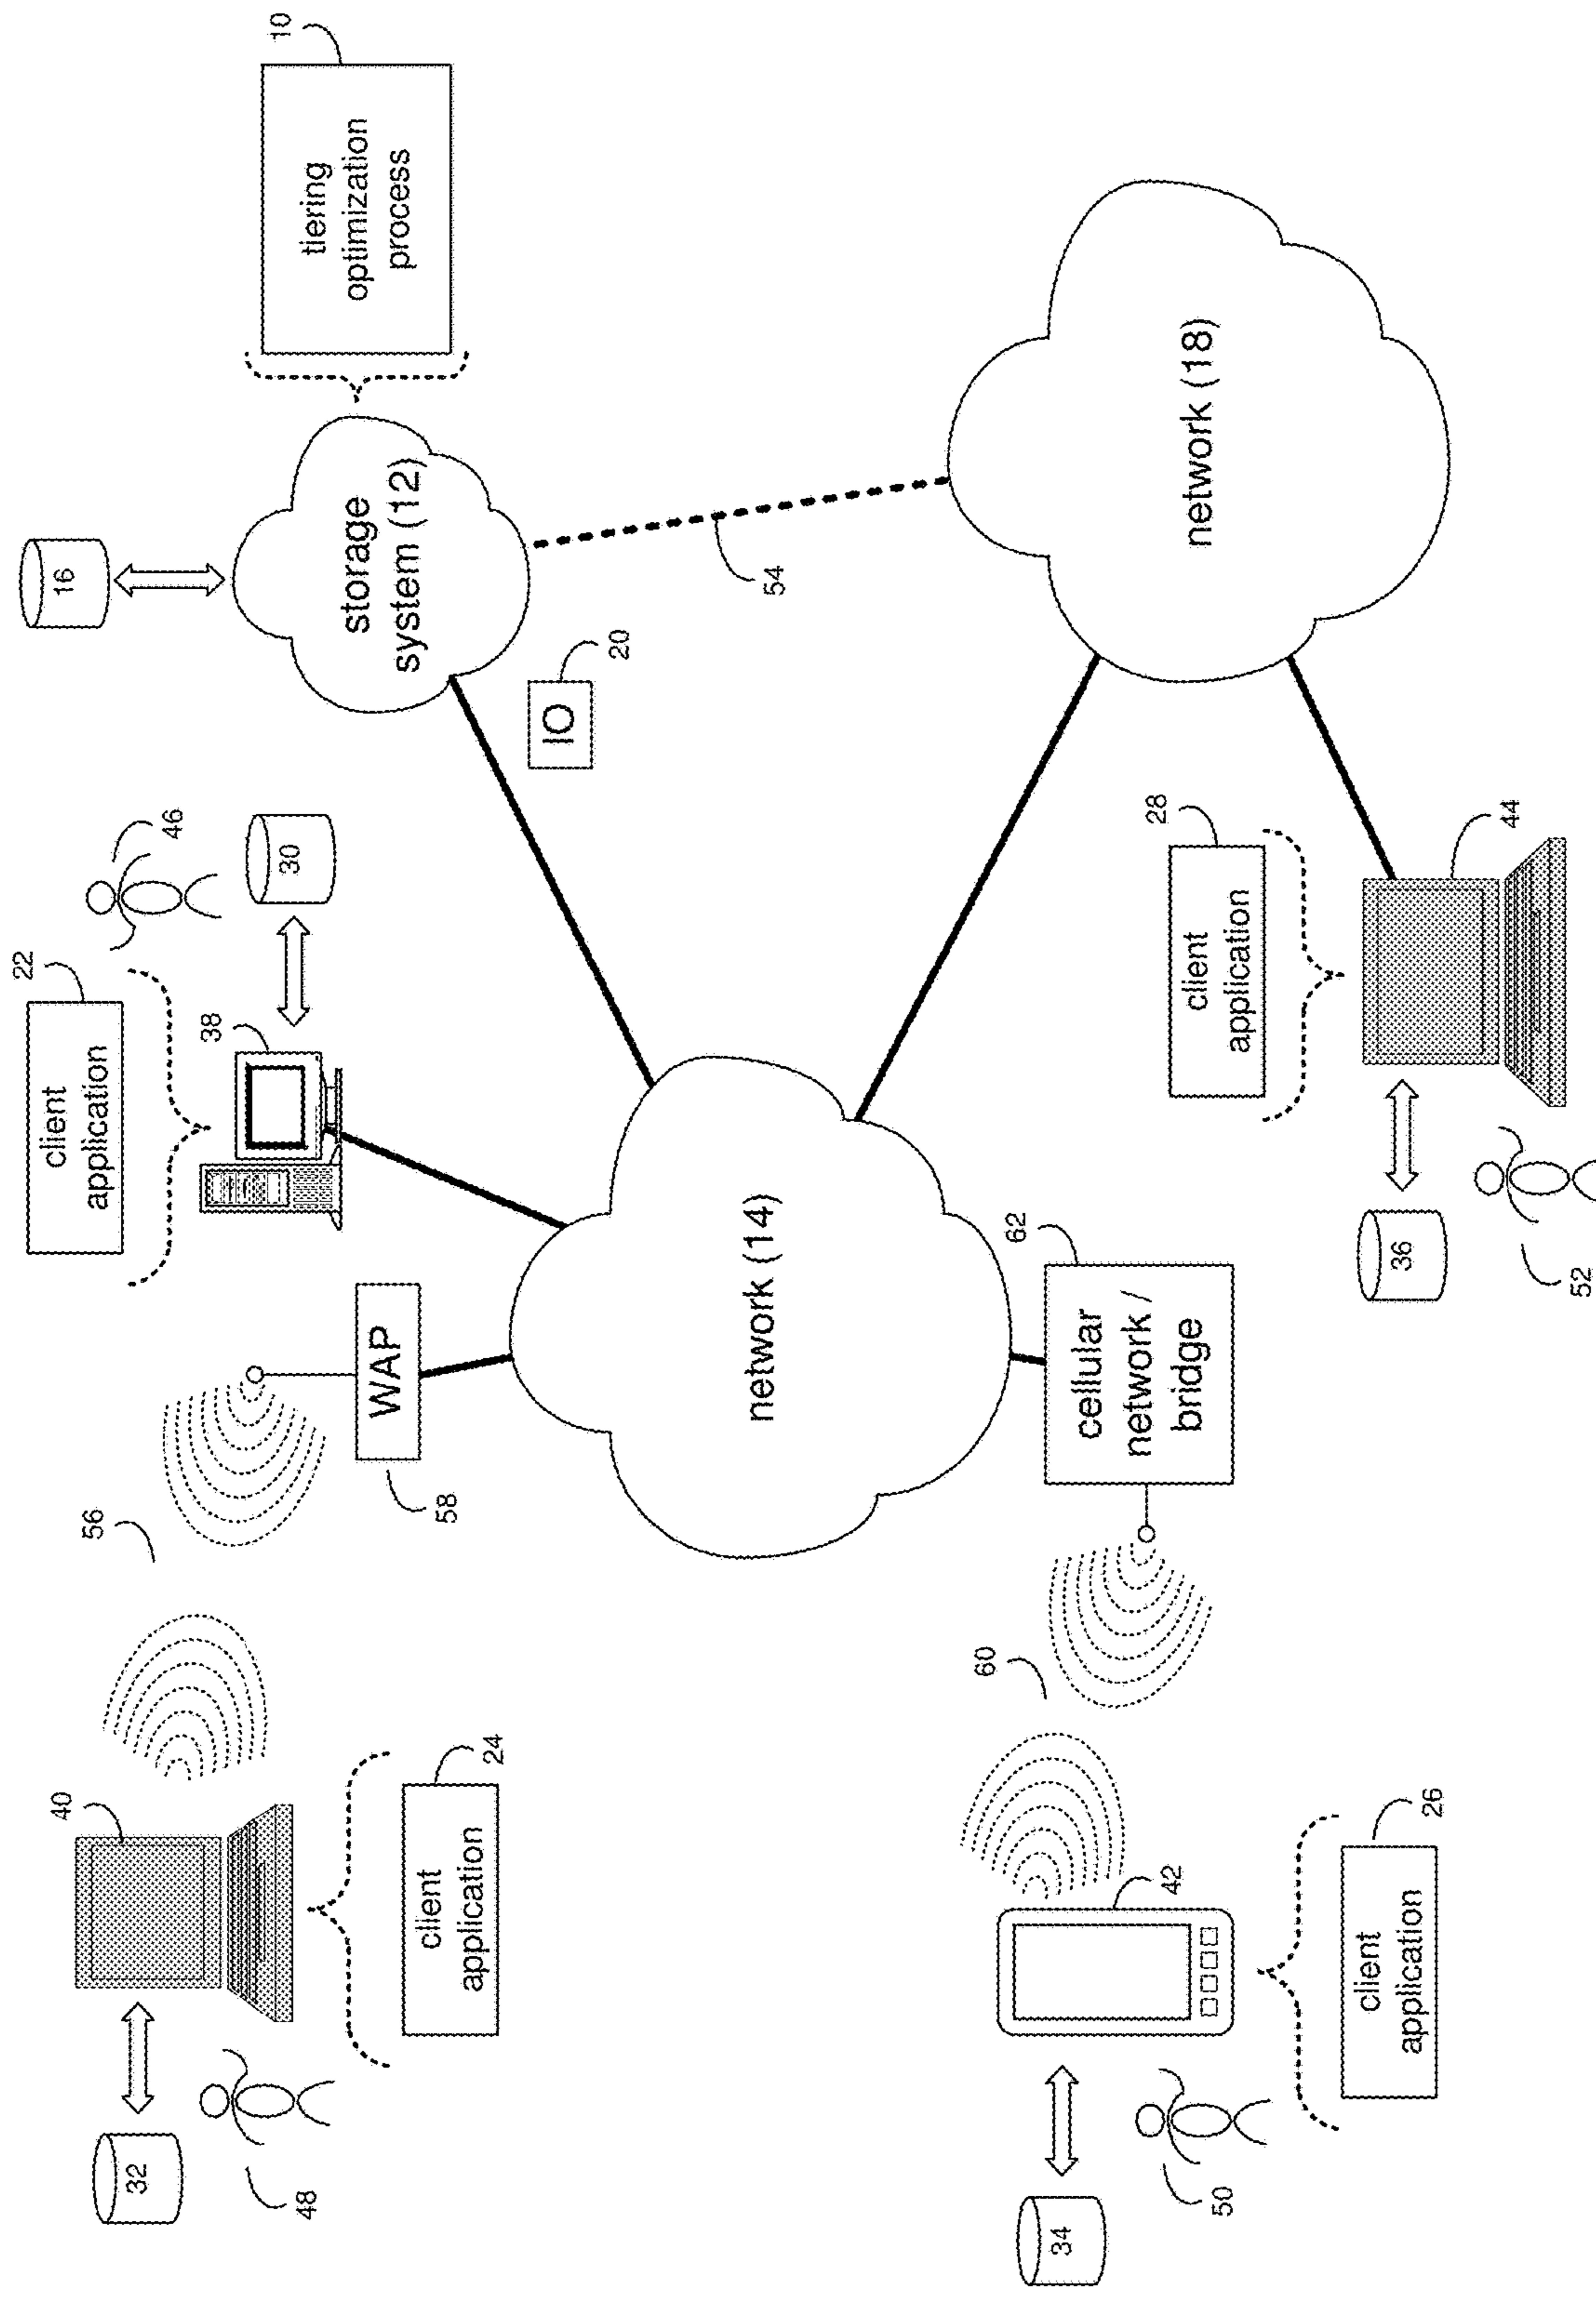 32
40
48
client
application
24
56
WAP
58
client
application
22
38
46
30
16
storage
system (12)
tiering
optimization
process
10
IO
20
54
network (14)
network (18)
34
42
50
client
application
26
60
cellular
network /
bridge
62
client
application
28
44
36
52